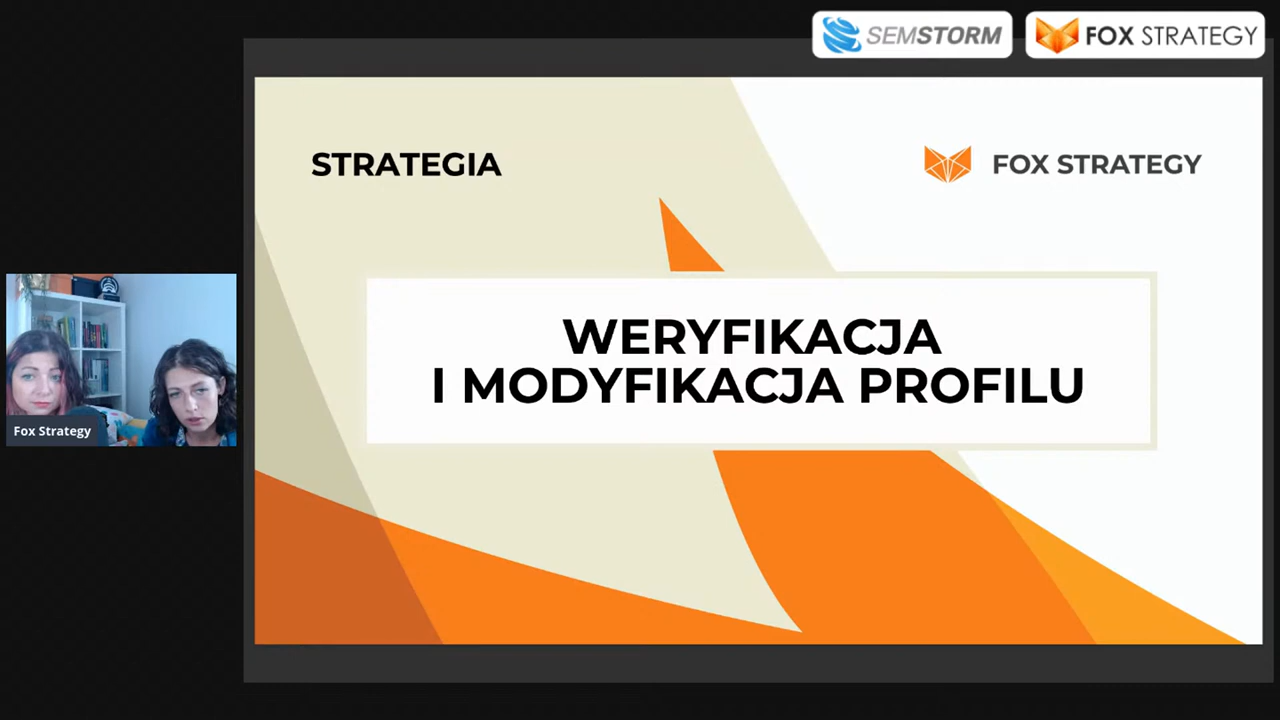 SEMSTORM
FOX STRATEGY
STRATEGIA
FOX STRATEGY
WERYFIKACJA
I MODYFIKACJA PROFILU
Fox Strategy